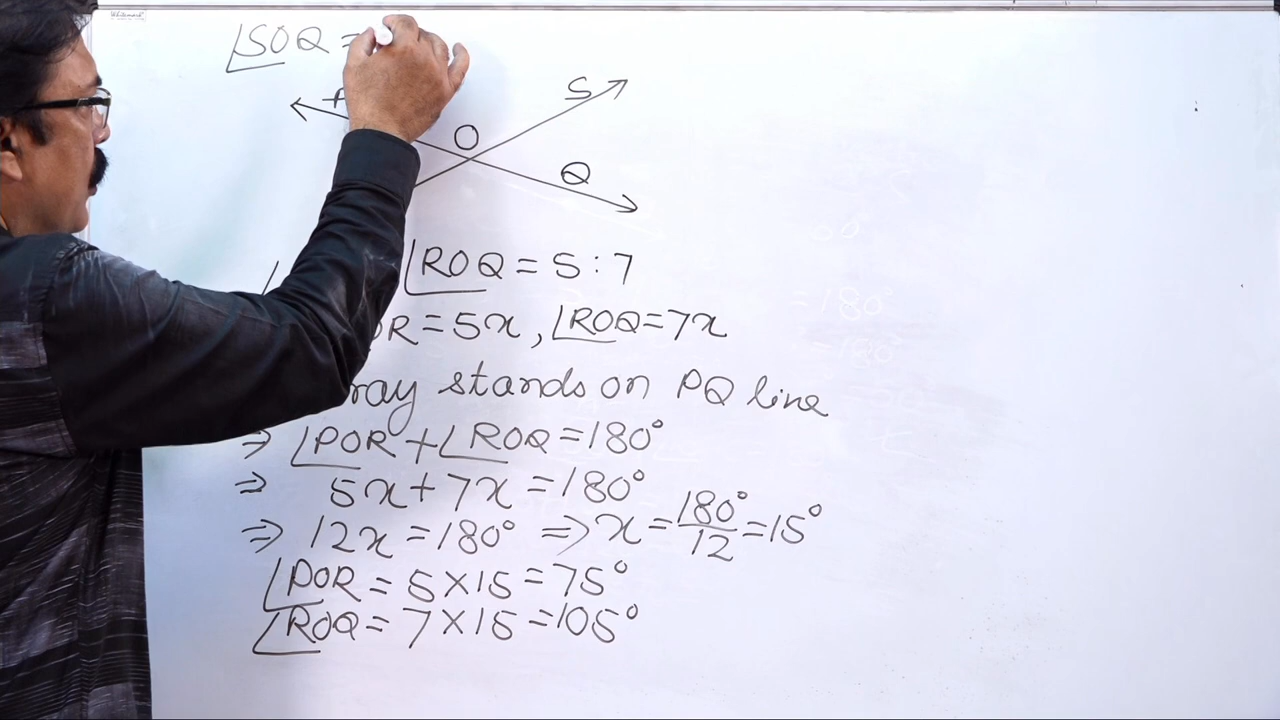 ∠SOQ =
S
O
Q
∠ROQ = 5 : 7
OR = 5x, ∠ROQ = 7x
ray stands on PQ line
⇒ ∠POR + ∠ROQ = 180°
⇒ 5x + 7x = 180°
⇒ 12x = 180° ⇒ x = 180°/12 = 15°
∠POR = 5 × 15 = 75°
∠ROQ = 7 × 15 = 105°